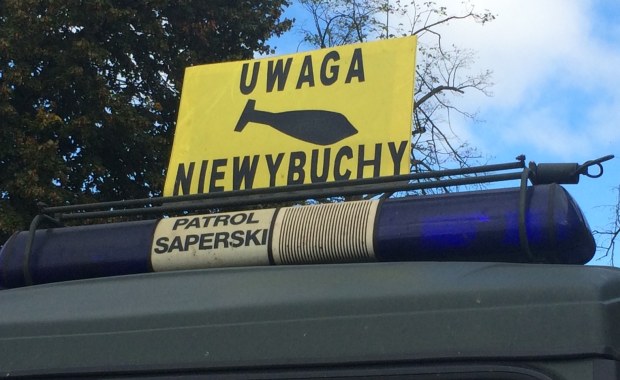 UWAGA
NIEWYBUCHY
PATROL
SAPERSKI